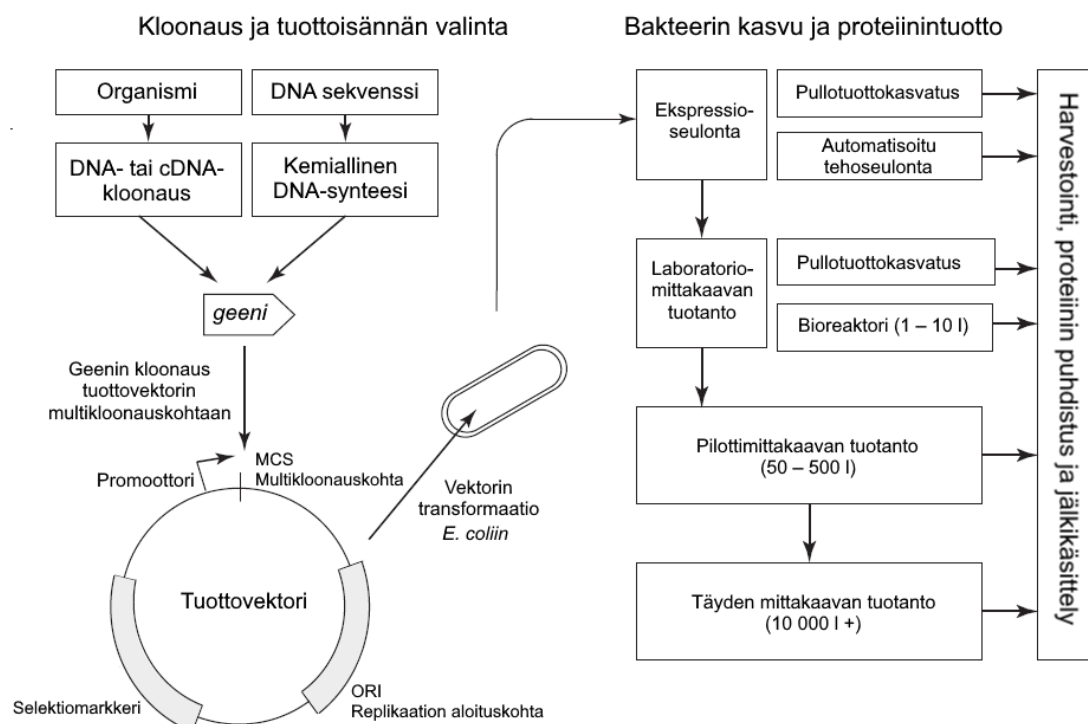 Kloonaus ja tuottoisännän valinta
Organismi
DNA sekvenssi
DNA- tai cDNA-
kloonaus
Kemiallinen
DNA-synteesi
geeni
Geenin kloonaus
tuottovektorin
multikloonauskohtaan
Promoottori
MCS
Multikloonauskohta
Vektorin
transformaatio
E. coliin
Tuottovektori
Selektiomarkkeri
ORI
Replikaation aloituskohta
Bakteerin kasvu ja proteiinintuotto
Ekspressio-
seulonta
Pullotuottokasvatus
Automatisoitu
tehoseulonta
Laboratorio-
mittakaavan
tuotanto
Pullotuottokasvatus
Bioreaktori (1 – 10 l)
Pilottimittakaavan tuotanto
(50 – 500 l)
Täyden mittakaavan tuotanto
(10 000 l +)
Harvestointi, proteiinin puhdistus ja jälkikäsittely